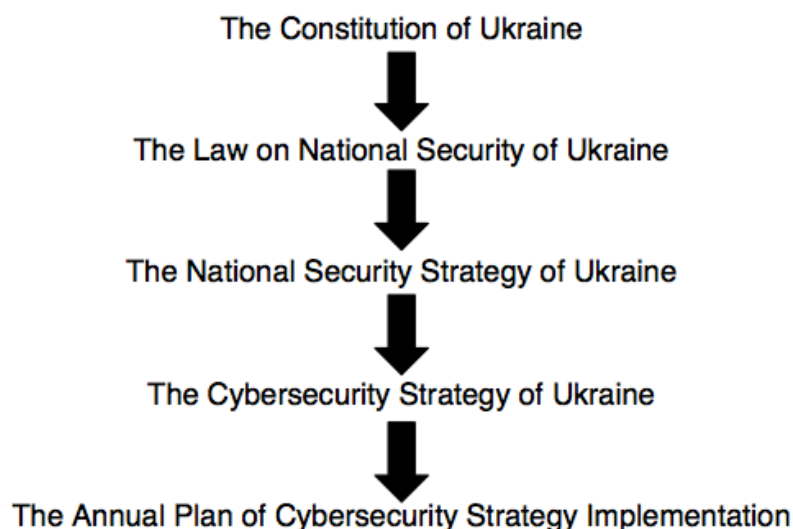 The Constitution of Ukraine
The Law on National Security of Ukraine
The National Security Strategy of Ukraine
The Cybersecurity Strategy of Ukraine
The Annual Plan of Cybersecurity Strategy Implementation